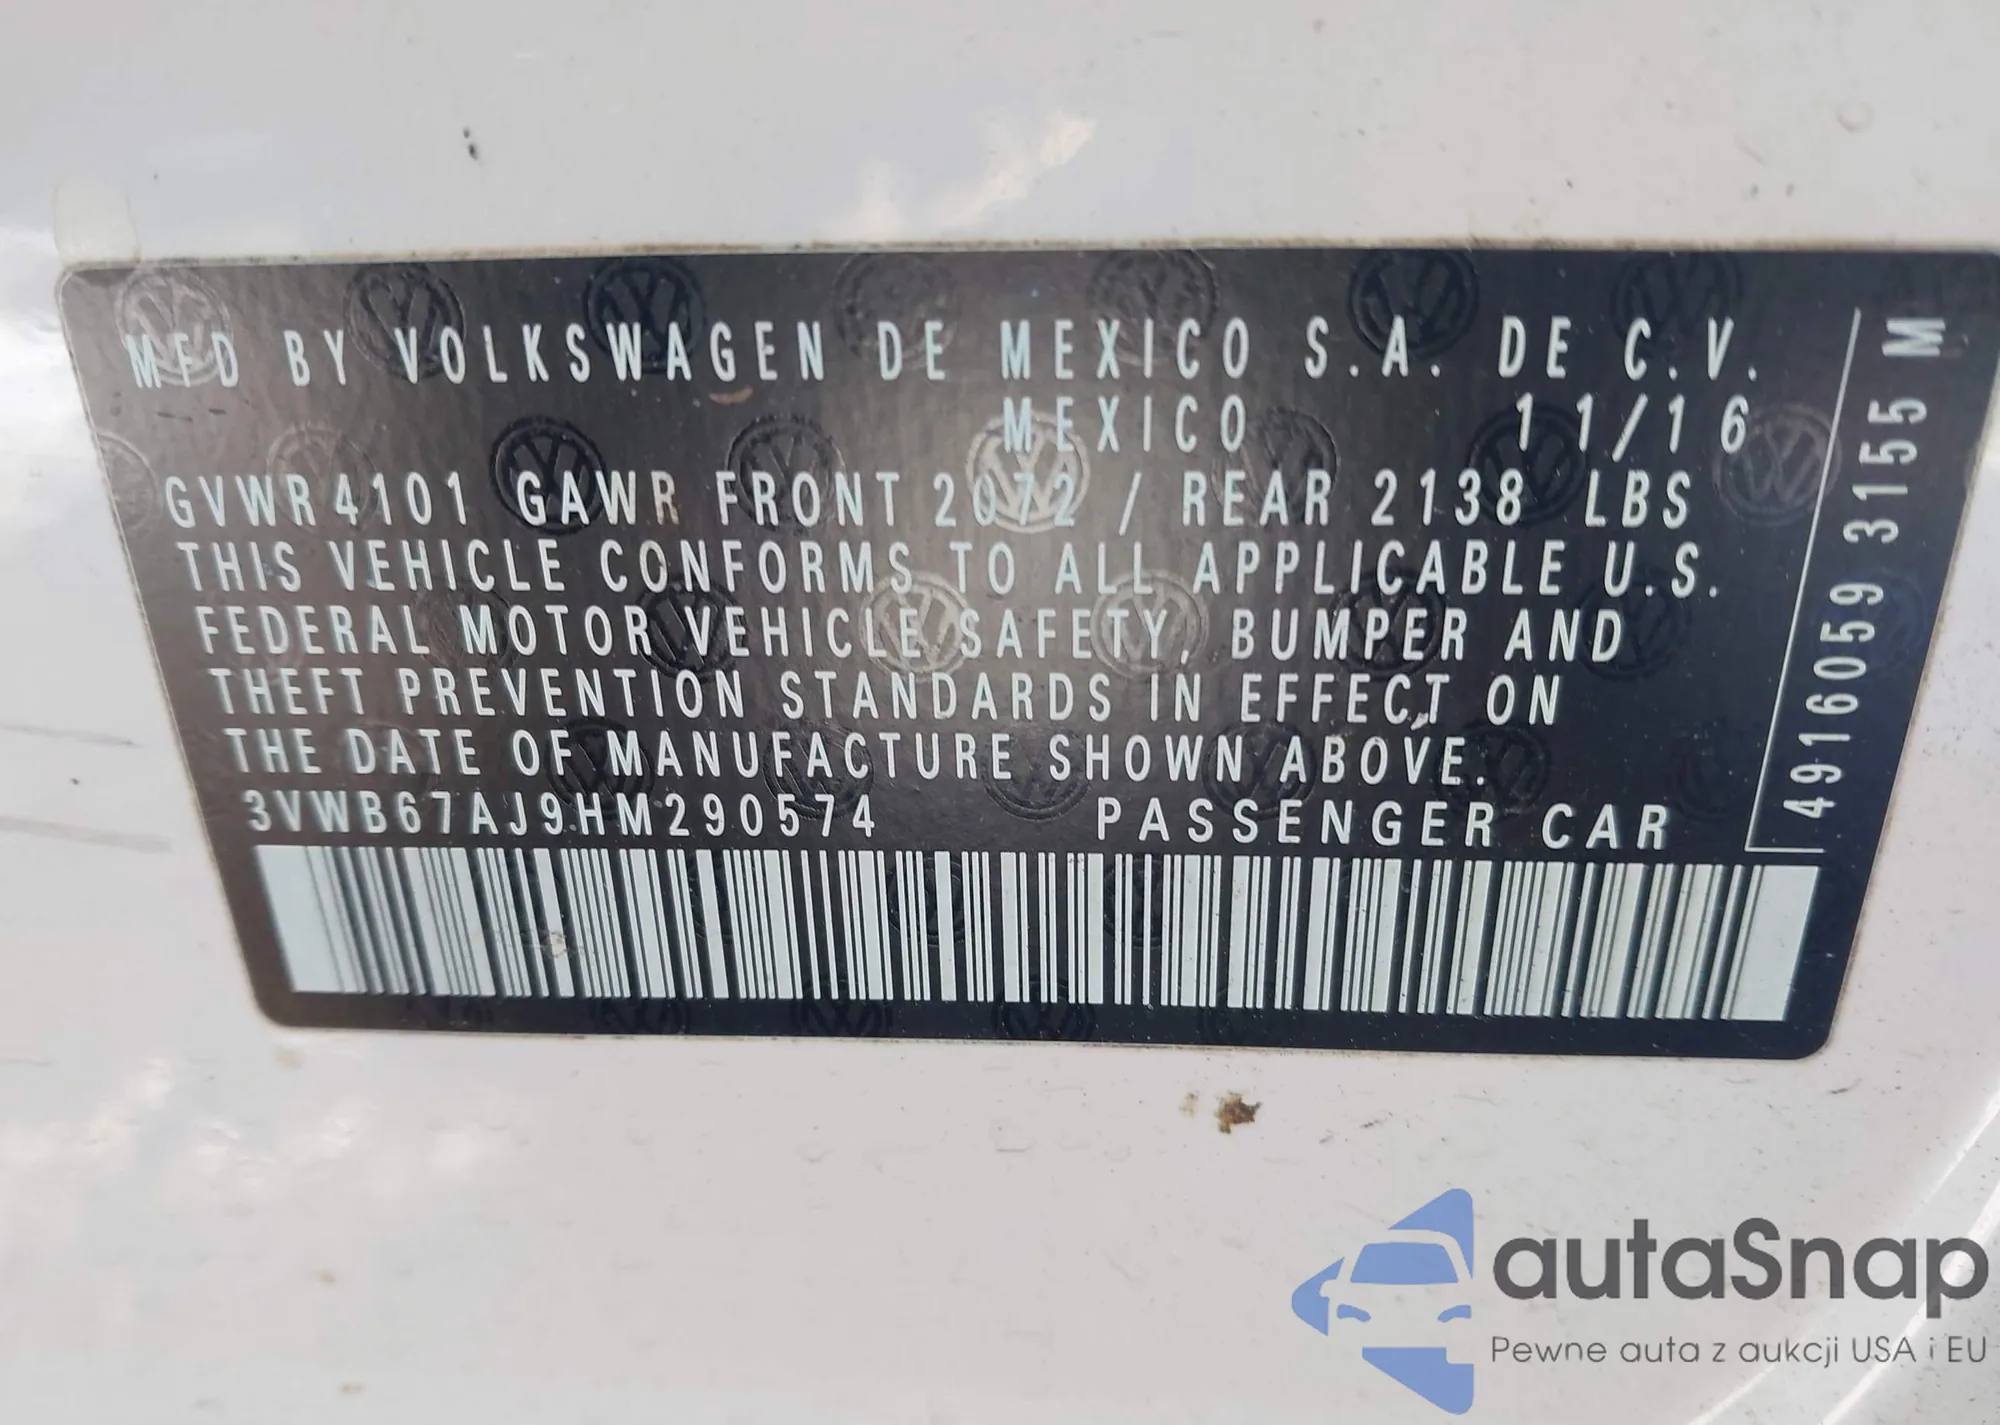 MFD BY VOLKSWAGEN DE MEXICO S.A. DE C.V.
MEXICO 11/16
GVWR 4101 GAWR FRONT 2072 / REAR 2138 LBS
THIS VEHICLE CONFORMS TO ALL APPLICABLE U.S.
FEDERAL MOTOR VEHICLE SAFETY, BUMPER AND
THEFT PREVENTION STANDARDS IN EFFECT ON
THE DATE OF MANUFACTURE SHOWN ABOVE.
3VWB67AJ9HM290574 PASSENGER CAR
4916059 3155 M
autaSnap
Pewne auta z aukcji USA i EU